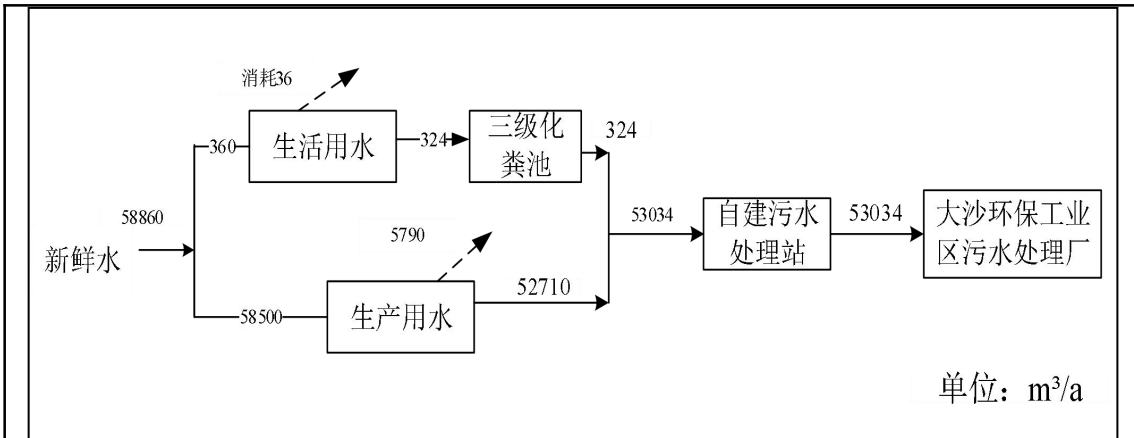 消耗36
360
生活用水
324
三级化
粪池
324
58860
新鲜水
5790
53034
自建污水
处理站
53034
大沙环保工业
区污水处理厂
58500
生产用水
52710
单位：m³/a